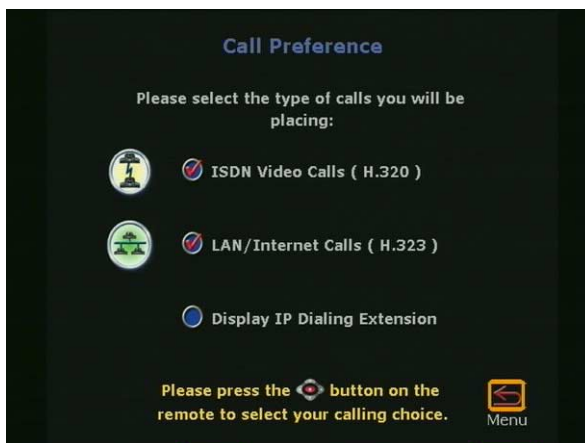 Call Preference
Please select the type of calls you will be
placing:
ISDN Video Calls ( H.320 )
LAN/Internet Calls ( H.323 )
Display IP Dialing Extension
Please press the button on the
remote to select your calling choice.
Menu